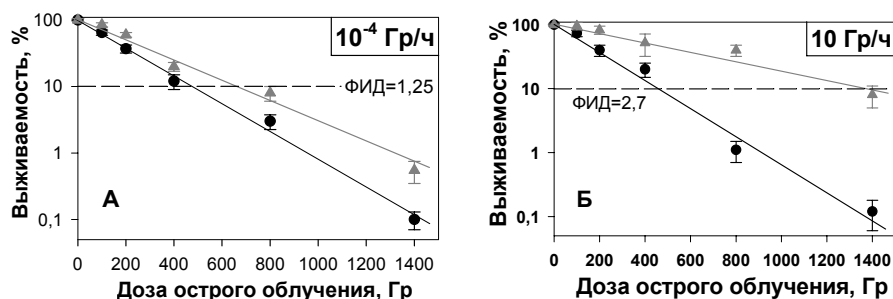 10⁻⁴ Гр/ч
Выживаемость, %
100
10
1
0,1
ФИД=1,25
А
0 200 400 600 800 1000 1200 1400
Доза острого облучения, Гр
10 Гр/ч
Выживаемость, %
100
10
1
0,1
ФИД=2,7
Б
0 200 400 600 800 1000 1200 1400
Доза острого облучения, Гр